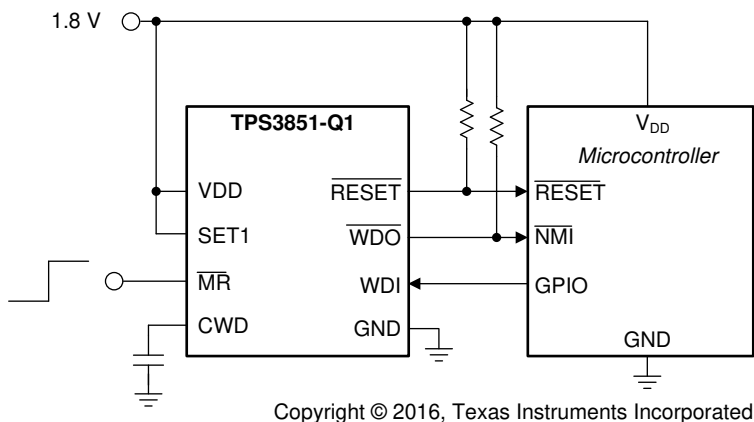 1.8 V
TPS3851-Q1
VDD
SET1
MR
CWD
RESET
WDO
WDI
GND
VDD
Microcontroller
RESET
NMI
GPIO
GND
Copyright © 2016, Texas Instruments Incorporated